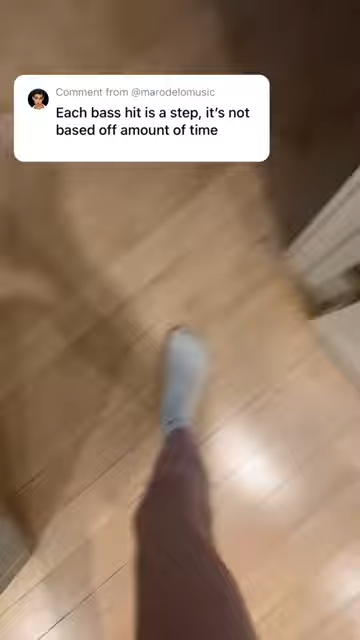 Comment from @marodelomusic
Each bass hit is a step, it's not
based off amount of time